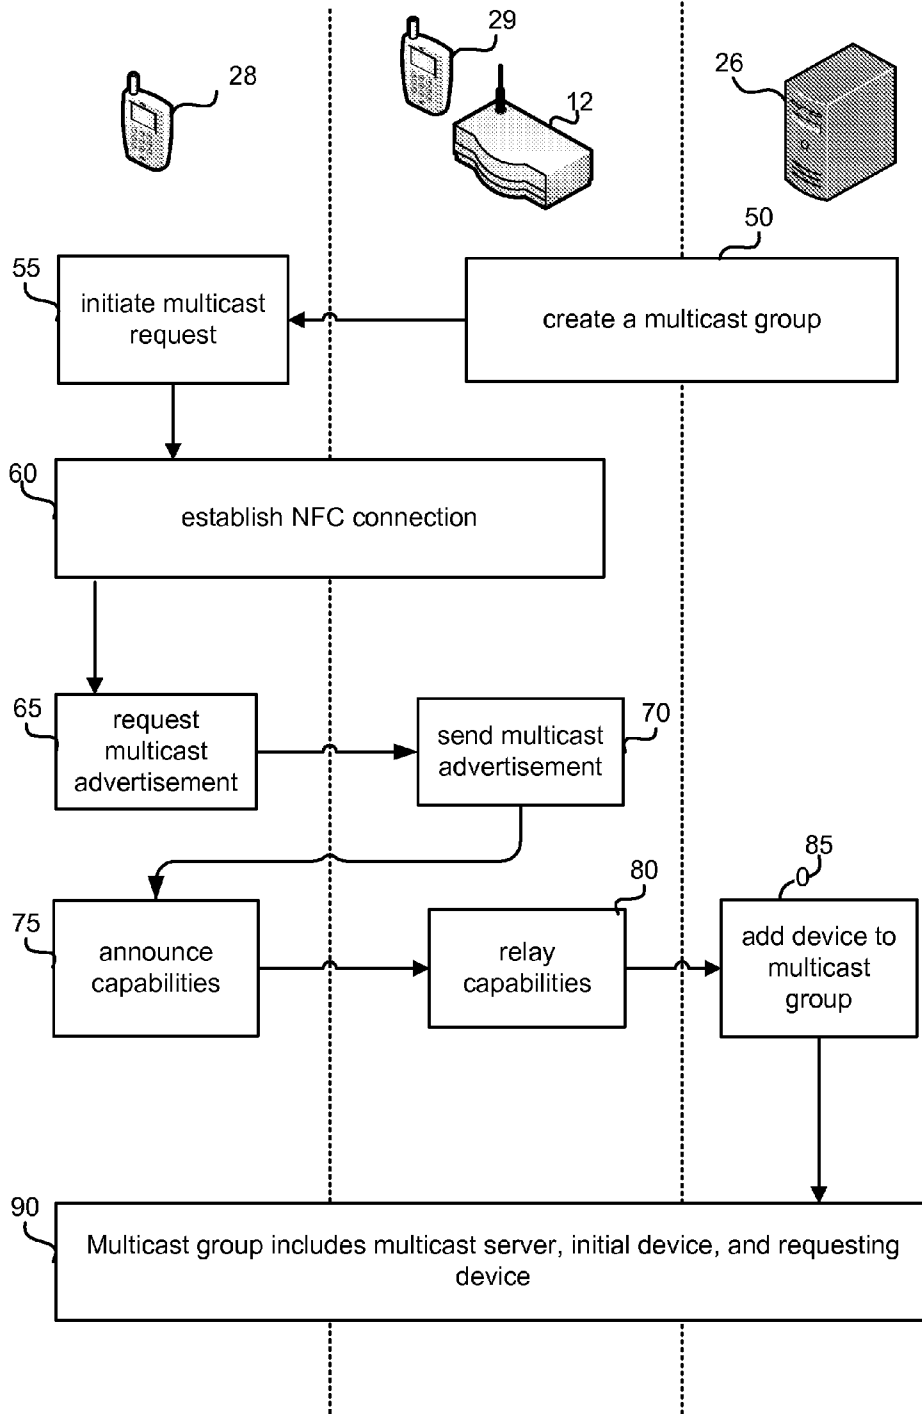 29
28
12
26
50
55
initiate multicast
request
create a multicast group
60
establish NFC connection
65
request
multicast
advertisement
70
send multicast
advertisement
85
0
80
75
announce
capabilities
relay
capabilities
add device to
multicast
group
90
Multicast group includes multicast server, initial device, and requesting
device